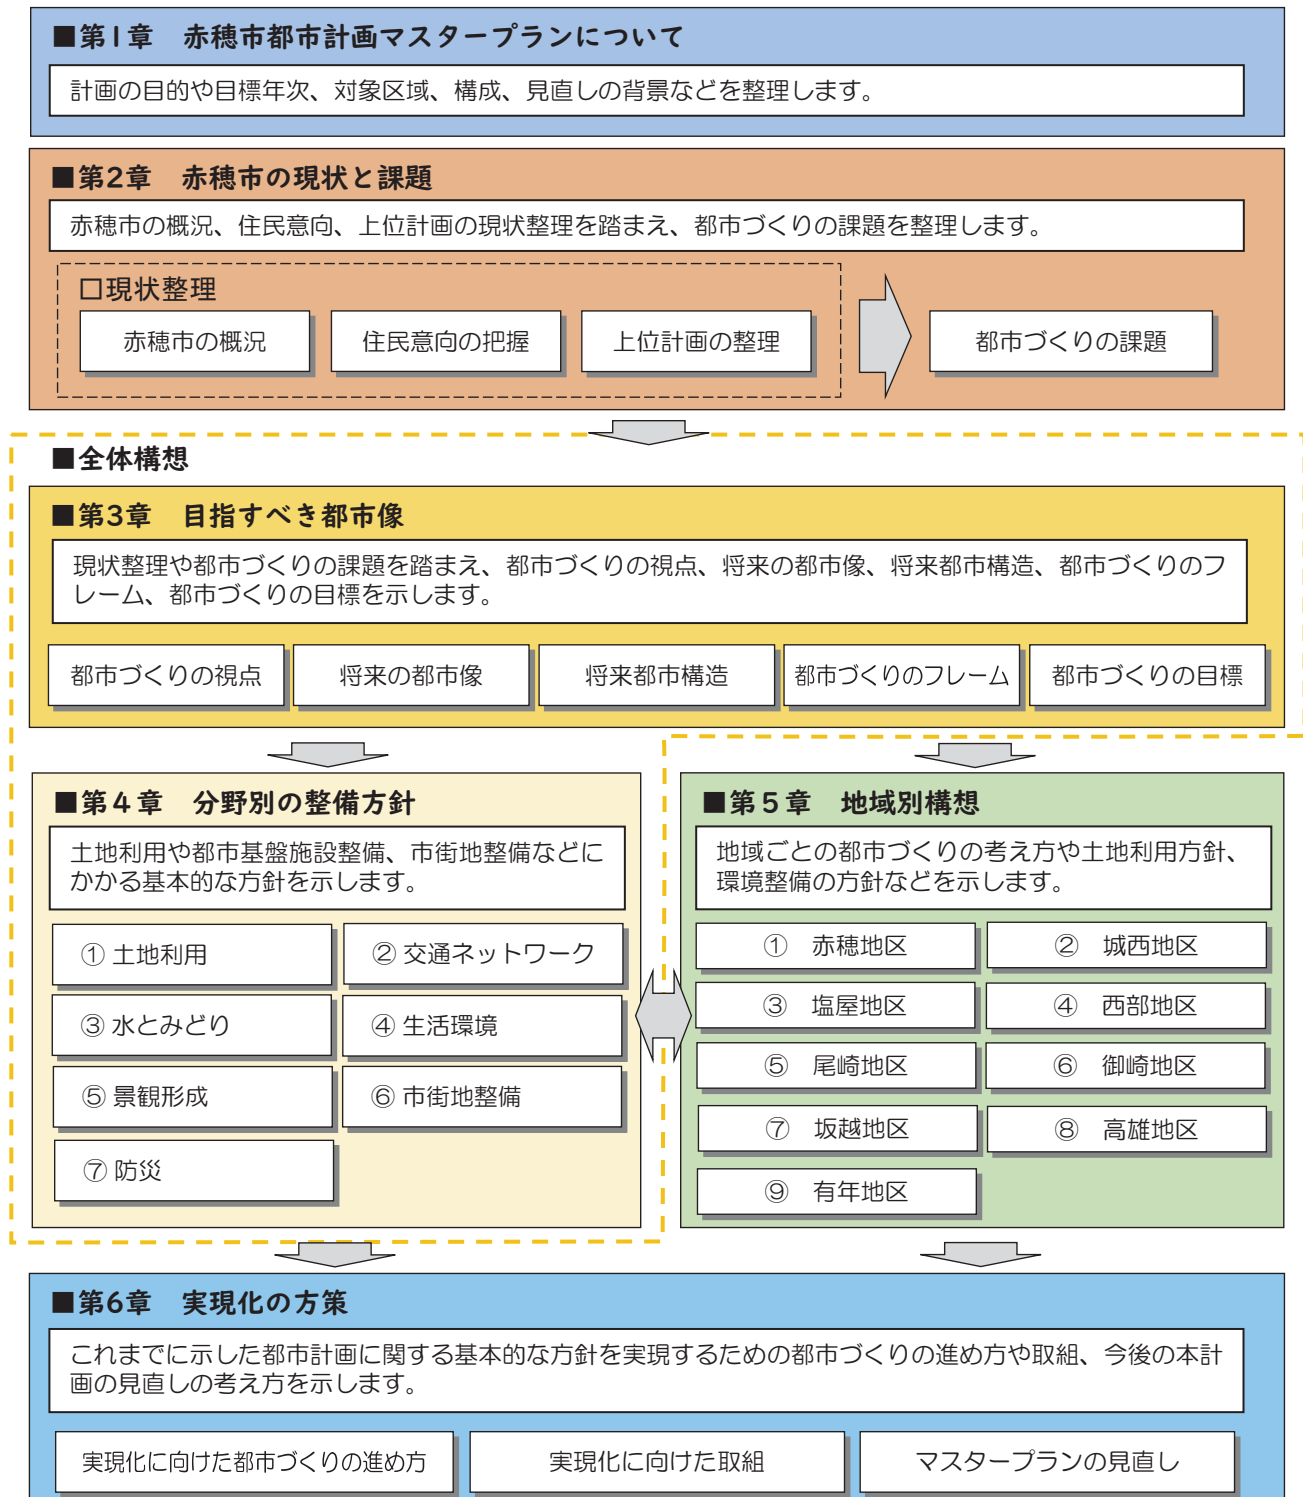 ■第1章　赤穂市都市計画マスタープランについて
計画の目的や目標年次、対象区域、構成、見直しの背景などを整理します。
■第2章　赤穂市の現状と課題
赤穂市の概況、住民意向、上位計画の現状整理を踏まえ、都市づくりの課題を整理します。
□現状整理
赤穂市の概況
住民意向の把握
上位計画の整理
都市づくりの課題
■全体構想
■第3章　目指すべき都市像
現状整理や都市づくりの課題を踏まえ、都市づくりの視点、将来の都市像、将来都市構造、都市づくりのフ
レーム、都市づくりの目標を示します。
都市づくりの視点
将来の都市像
将来都市構造
都市づくりのフレーム
都市づくりの目標
■第４章　分野別の整備方針
土地利用や都市基盤施設整備、市街地整備などに
かかる基本的な方針を示します。
① 土地利用
② 交通ネットワーク
③ 水とみどり
④ 生活環境
⑤ 景観形成
⑥ 市街地整備
⑦ 防災
■第５章　地域別構想
地域ごとの都市づくりの考え方や土地利用方針、
環境整備の方針などを示します。
①　赤穂地区
②　城西地区
③　塩屋地区
④　西部地区
⑤　尾崎地区
⑥　御崎地区
⑦　坂越地区
⑧　高雄地区
⑨　有年地区
■第6章　実現化の方策
これまでに示した都市計画に関する基本的な方針を実現するための都市づくりの進め方や取組、今後の本計
画の見直しの考え方を示します。
実現化に向けた都市づくりの進め方
実現化に向けた取組
マスタープランの見直し